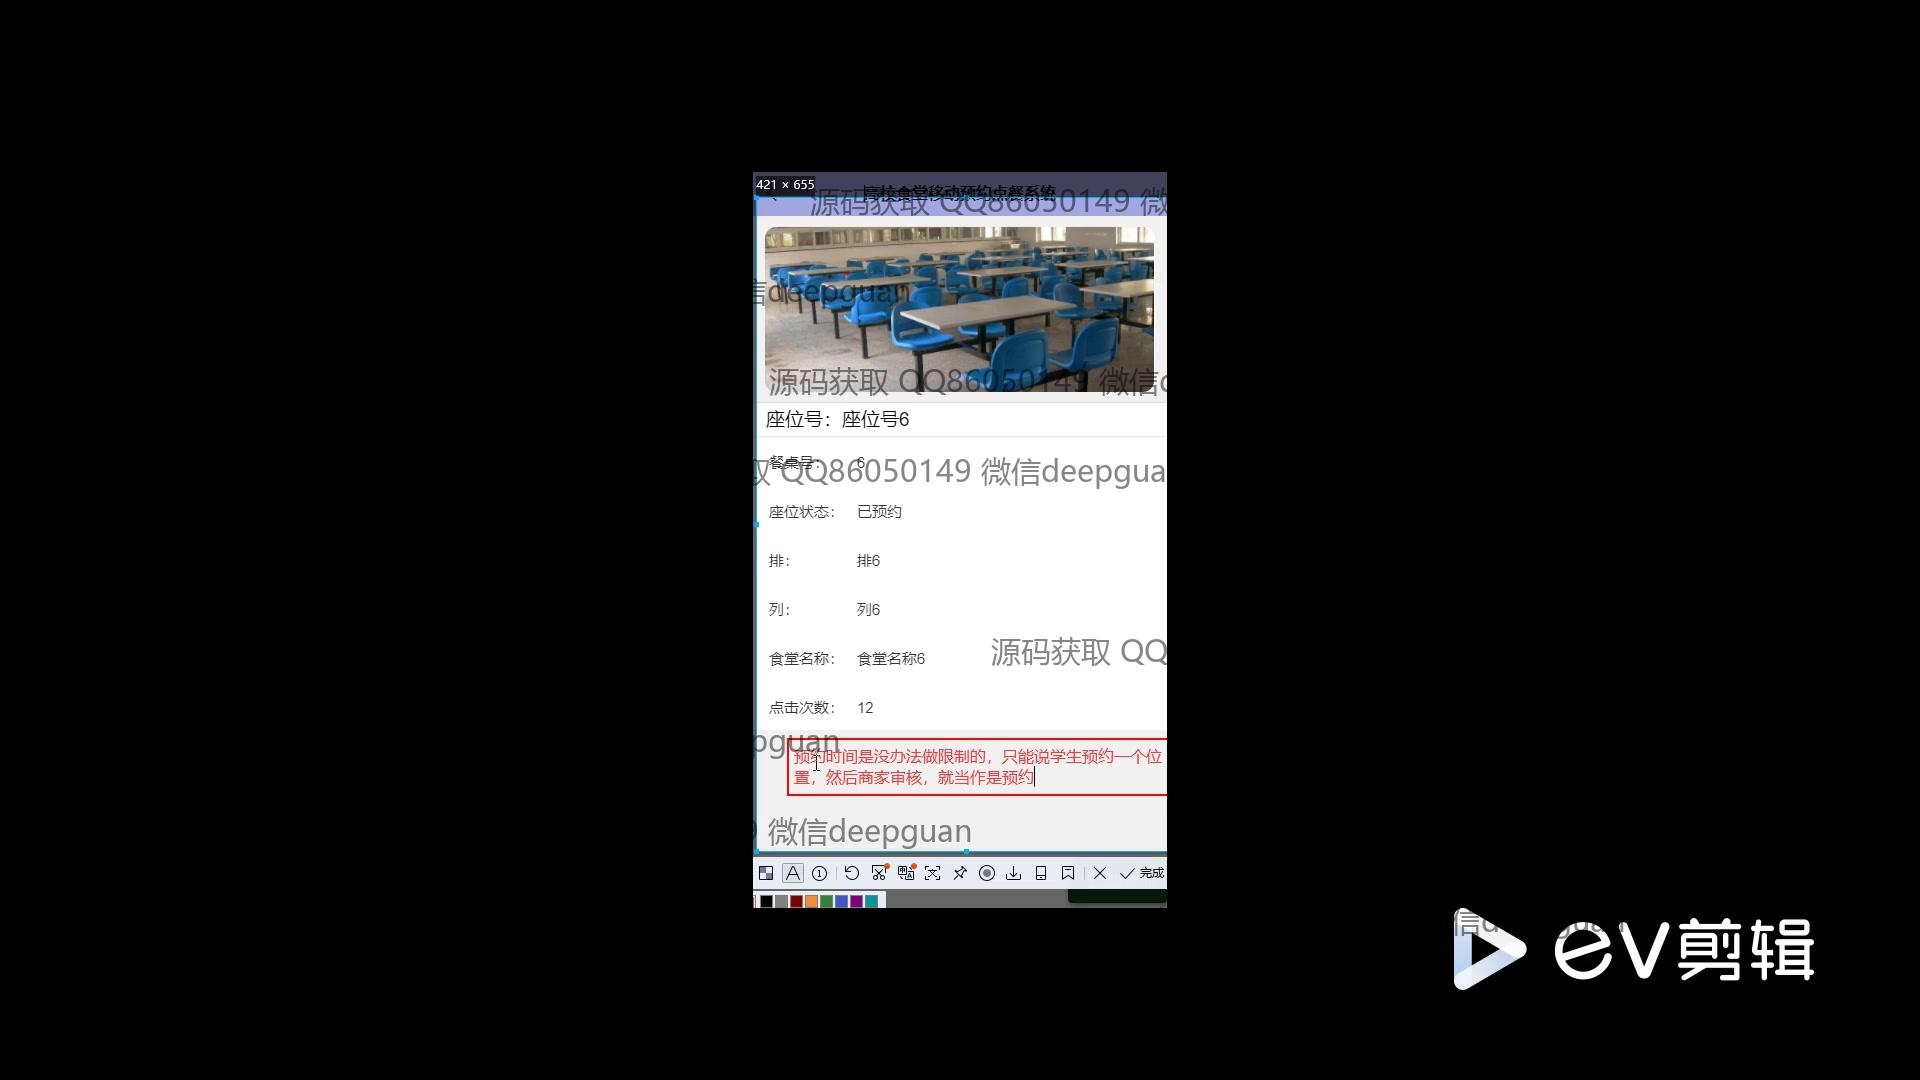 421 × 655
高校食堂移动预约点餐系统
源码获取 QQ86050149 微
信deepguan
源码获取 QQ86050149 微信d
座位号：座位号6
餐桌号： 6
取 QQ86050149 微信deepgua
座位状态： 已预约
排： 排6
列： 列6
源码获取 QQ
食堂名称： 食堂名称6
点击次数： 12
pguan
预约时间是没办法做限制的，只能说学生预约一个位
置，然后商家审核，就当作是预约
9 微信deepguan
完成
EV剪辑